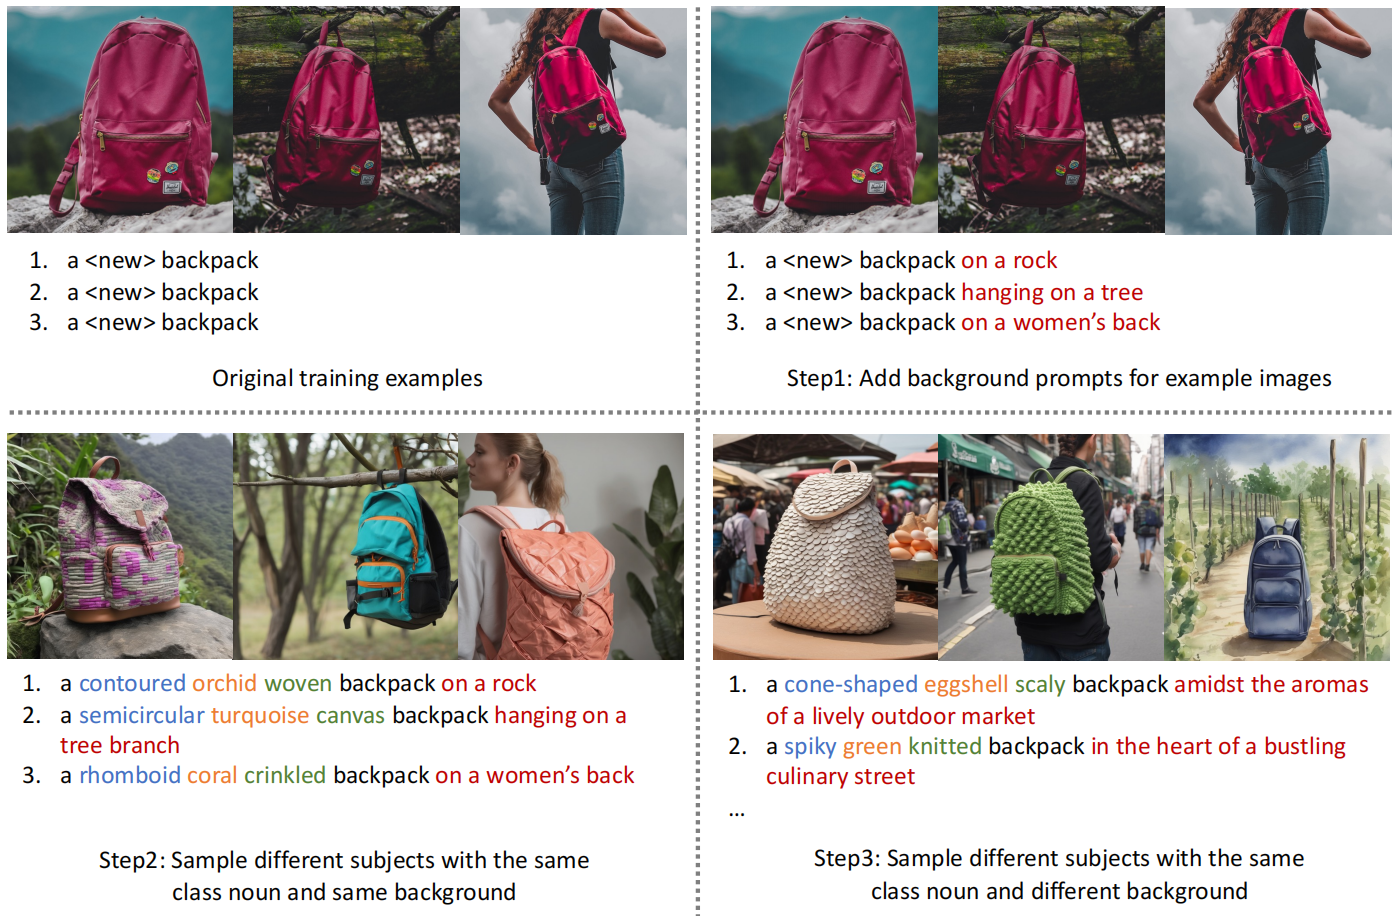 1. a <new> backpack
2. a <new> backpack
3. a <new> backpack
Original training examples
1. a <new> backpack on a rock
2. a <new> backpack hanging on a tree
3. a <new> backpack on a women’s back
Step1: Add background prompts for example images
1. a contoured orchid woven backpack on a rock
2. a semicircular turquoise canvas backpack hanging on a
tree branch
3. a rhomboid coral crinkled backpack on a women’s back
Step2: Sample different subjects with the same
class noun and same background
1. a cone-shaped eggshell scaly backpack amidst the aromas
of a lively outdoor market
2. a spiky green knitted backpack in the heart of a bustling
culinary street
...
Step3: Sample different subjects with the same
class noun and different background